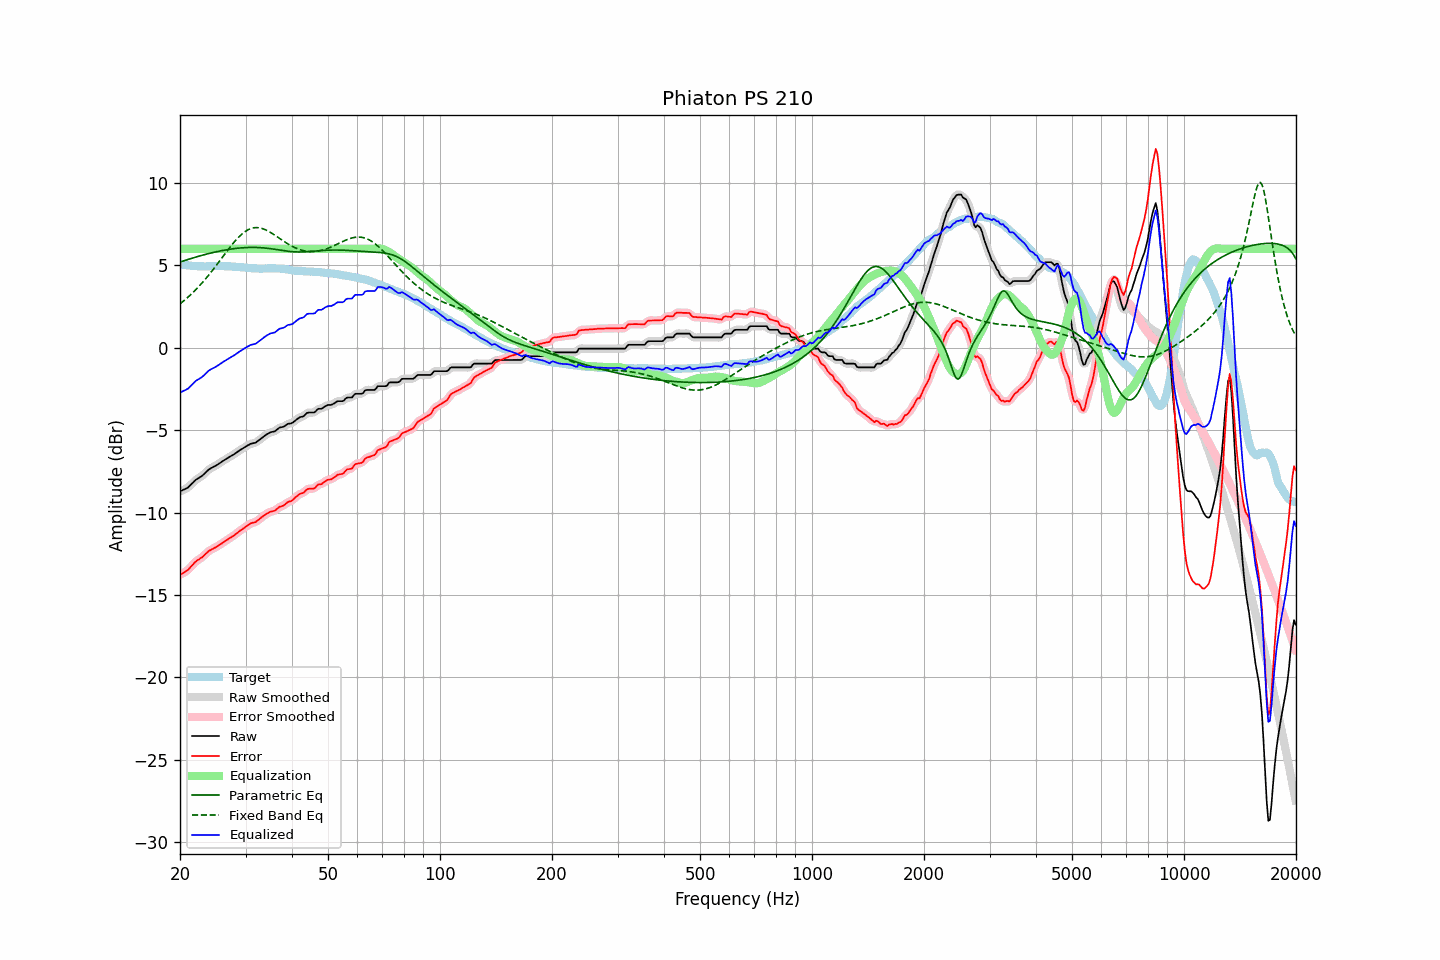 Phiaton PS 210
Amplitude (dBr)
10
5
0
−5
−10
−15
−20
−25
−30
Target
Raw Smoothed
Error Smoothed
Raw
Error
Equalization
Parametric Eq
Fixed Band Eq
Equalized
20 50 100 200 500 1000 2000 5000 10000 20000
Frequency (Hz)